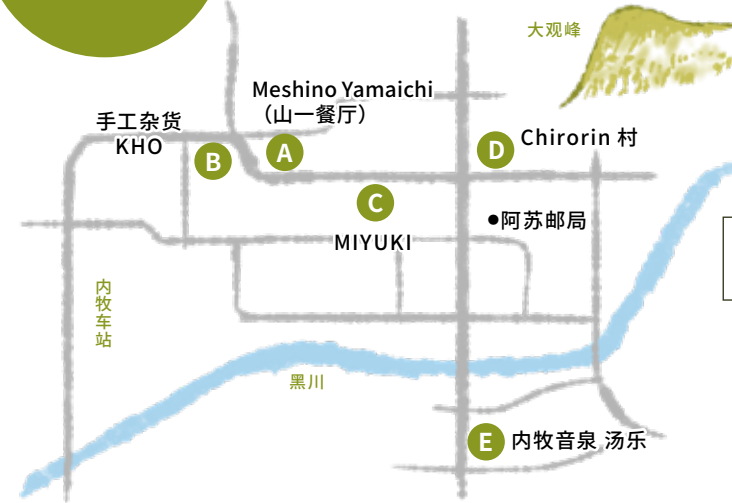 大观峰
Meshino Yamaichi
（山一餐厅）
手工杂货
KHO
A
B
D
Chirorin 村
C
阿苏邮局
MIYUKI
内牧车站
黑川
E
内牧音泉 汤乐